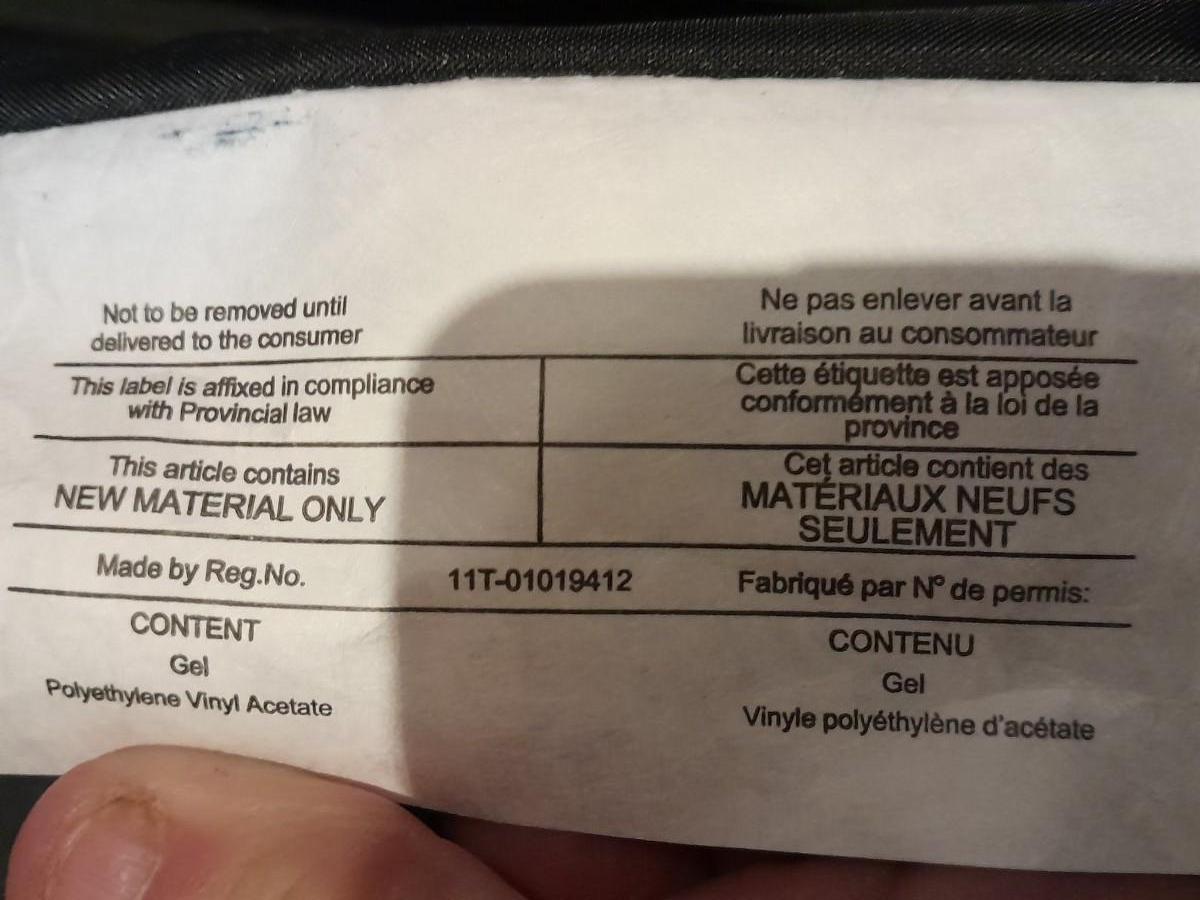 Not to be removed until
delivered to the consumer
Ne pas enlever avant la
livraison au consommateur
This label is affixed in compliance
with Provincial law
Cette étiquette est apposée
conformément à la loi de la
province
This article contains
NEW MATERIAL ONLY
Cet article contient des
MATÉRIAUX NEUFS
SEULEMENT
Made by Reg.No. 11T-01019412 Fabriqué par Nº de permis:
CONTENT
Gel
Polyethylene Vinyl Acetate
CONTENU
Gel
Vinyle polyéthylène d'acétate